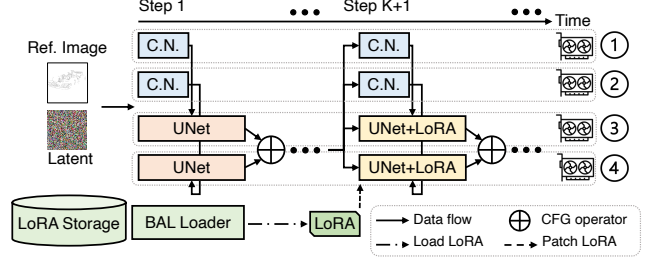 Step 1 ••• Step K+1 •••
Time
Ref. Image
C.N. C.N. 1
C.N. C.N. 2
UNet UNet+LoRA 3
••• •••
Latent
UNet UNet+LoRA 4
LoRA Storage BAL Loader LoRA
Data flow CFG operator
Load LoRA Patch LoRA